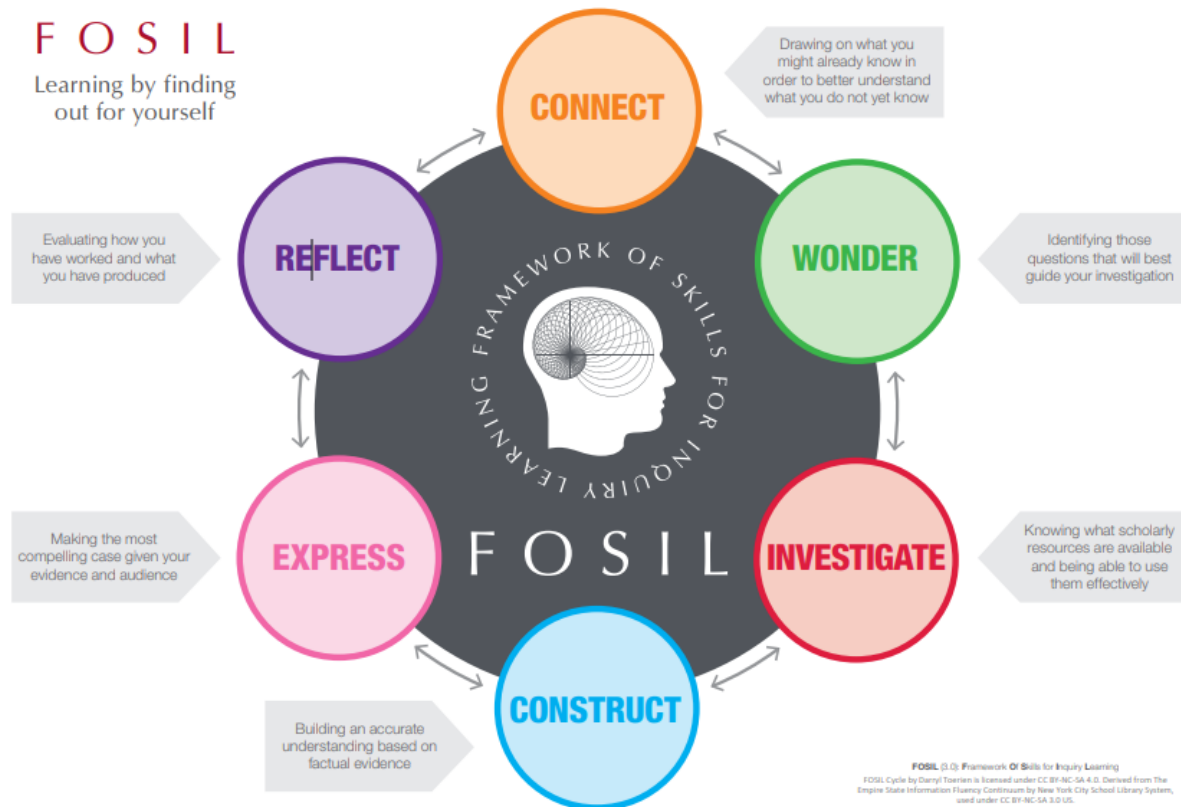 F O S I L
Learning by finding
out for yourself
CONNECT
Drawing on what you
might already know in
order to better understand
what you do not yet know
WONDER
Identifying those
questions that will best
guide your investigation
INVESTIGATE
Knowing what scholarly
resources are available
and being able to use
them effectively
CONSTRUCT
Building an accurate
understanding based on
factual evidence
EXPRESS
Making the most
compelling case given your
evidence and audience
REFLECT
Evaluating how you
have worked and what
you have produced
FRAMEWORK OF SKILLS FOR INQUIRY LEARNING
F O S I L
FOSIL (3.0): Framework Of Skills for Inquiry Learning
FOSIL Cycle by Darryl Toerien is licensed under CC BY-NC-SA 4.0. Derived from The
Empire State Information Fluency Continuum by New York City School Library System,
used under CC BY-NC-SA 3.0 US.